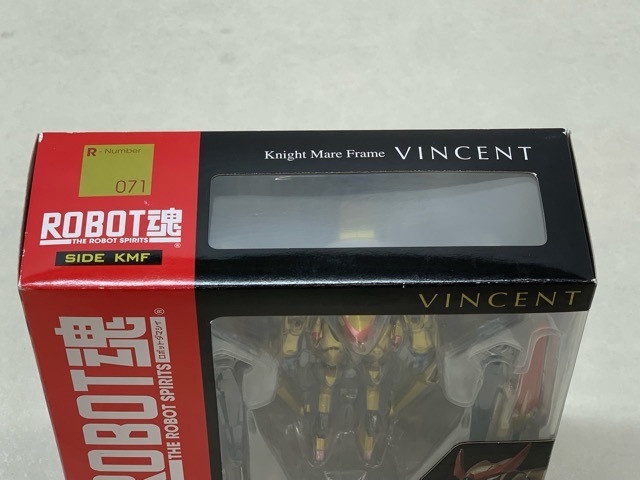 R - Number
071
Knight Mare Frame VINCENT
ROBOT魂
THE ROBOT SPIRITS®
SIDE KMF
VINCENT
ROBOT魂®
ロボットダマシイ
THE ROBOT SPIRITS